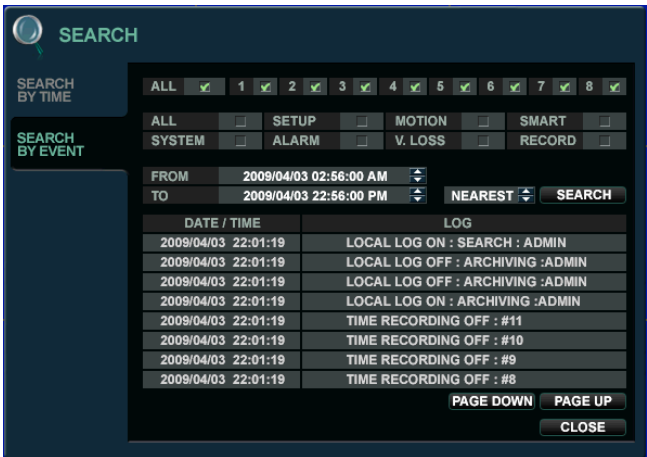 SEARCH
SEARCH
BY TIME
SEARCH
BY EVENT
ALL 1 2 3 4 5 6 7 8
ALL SETUP MOTION SMART
SYSTEM ALARM V. LOSS RECORD
FROM 2009/04/03 02:56:00 AM
TO 2009/04/03 22:56:00 PM NEAREST SEARCH
DATE / TIME LOG
2009/04/03 22:01:19 LOCAL LOG ON : SEARCH : ADMIN
2009/04/03 22:01:19 LOCAL LOG OFF : ARCHIVING :ADMIN
2009/04/03 22:01:19 LOCAL LOG OFF : ARCHIVING :ADMIN
2009/04/03 22:01:19 LOCAL LOG ON : ARCHIVING :ADMIN
2009/04/03 22:01:19 TIME RECORDING OFF : #11
2009/04/03 22:01:19 TIME RECORDING OFF : #10
2009/04/03 22:01:19 TIME RECORDING OFF : #9
2009/04/03 22:01:19 TIME RECORDING OFF : #8
PAGE DOWN PAGE UP
CLOSE